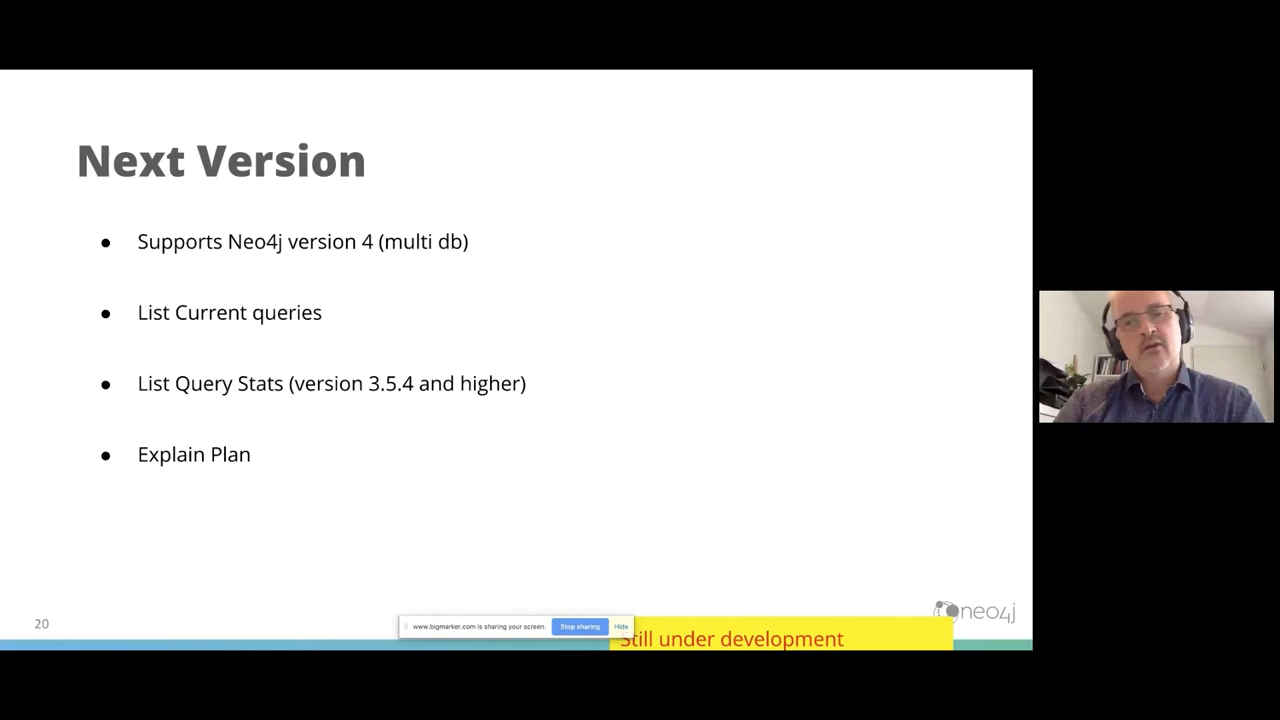 Next Version
● Supports Neo4j version 4 (multi db)
● List Current queries
● List Query Stats (version 3.5.4 and higher)
● Explain Plan
20
www.bigmarker.com is sharing your screen.
Stop sharing
Hide
Still under development
neo4j